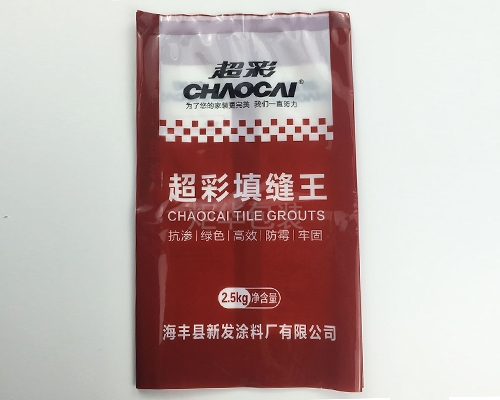 超彩
CHAOCAI®
为了您的家装更完美 我们一直努力
超彩填缝王
CHAOCAI TILE GROUTS
抗渗|绿色|高效|防霉|牢固
2.5kg 净含量
海丰县新发涂料厂有限公司